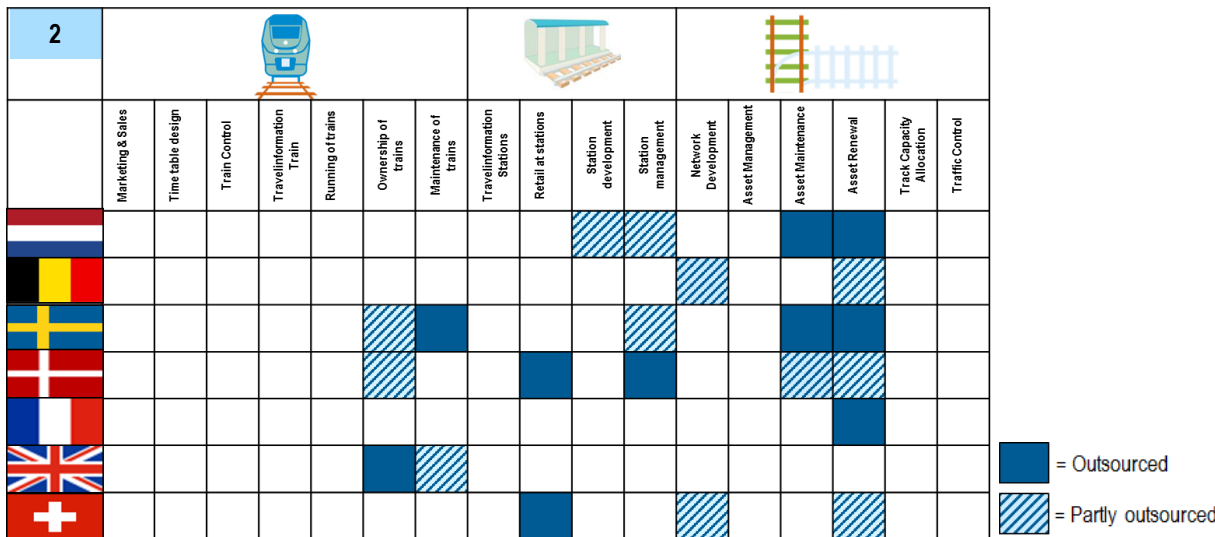 2
Marketing & Sales
Time table design
Train Control
Travelinformation
Train
Running of trains
Ownership of
trains
Maintenance of
trains
Travelinformation
Stations
Retail at stations
Station
development
Station
management
Network
Development
Asset Management
Asset Maintenance
Asset Renewal
Track Capacity
Allocation
Traffic Control
= Outsourced
= Partly outsourced